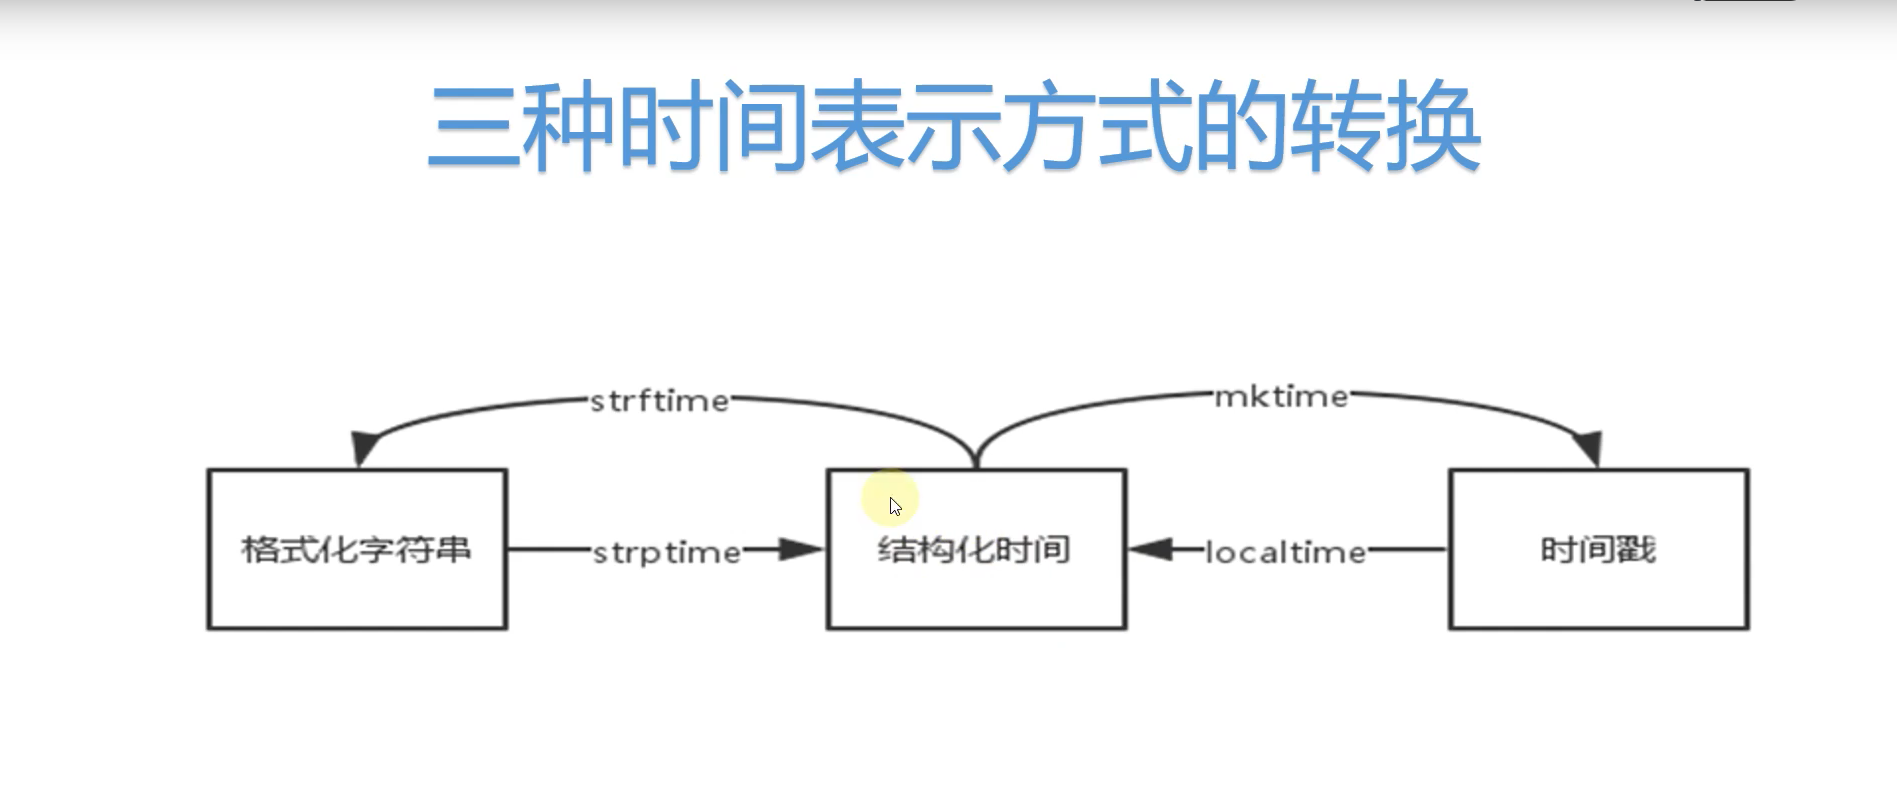 三种时间表示方式的转换
strftime
mktime
格式化字符串
strptime
结构化时间
localtime
时间戳